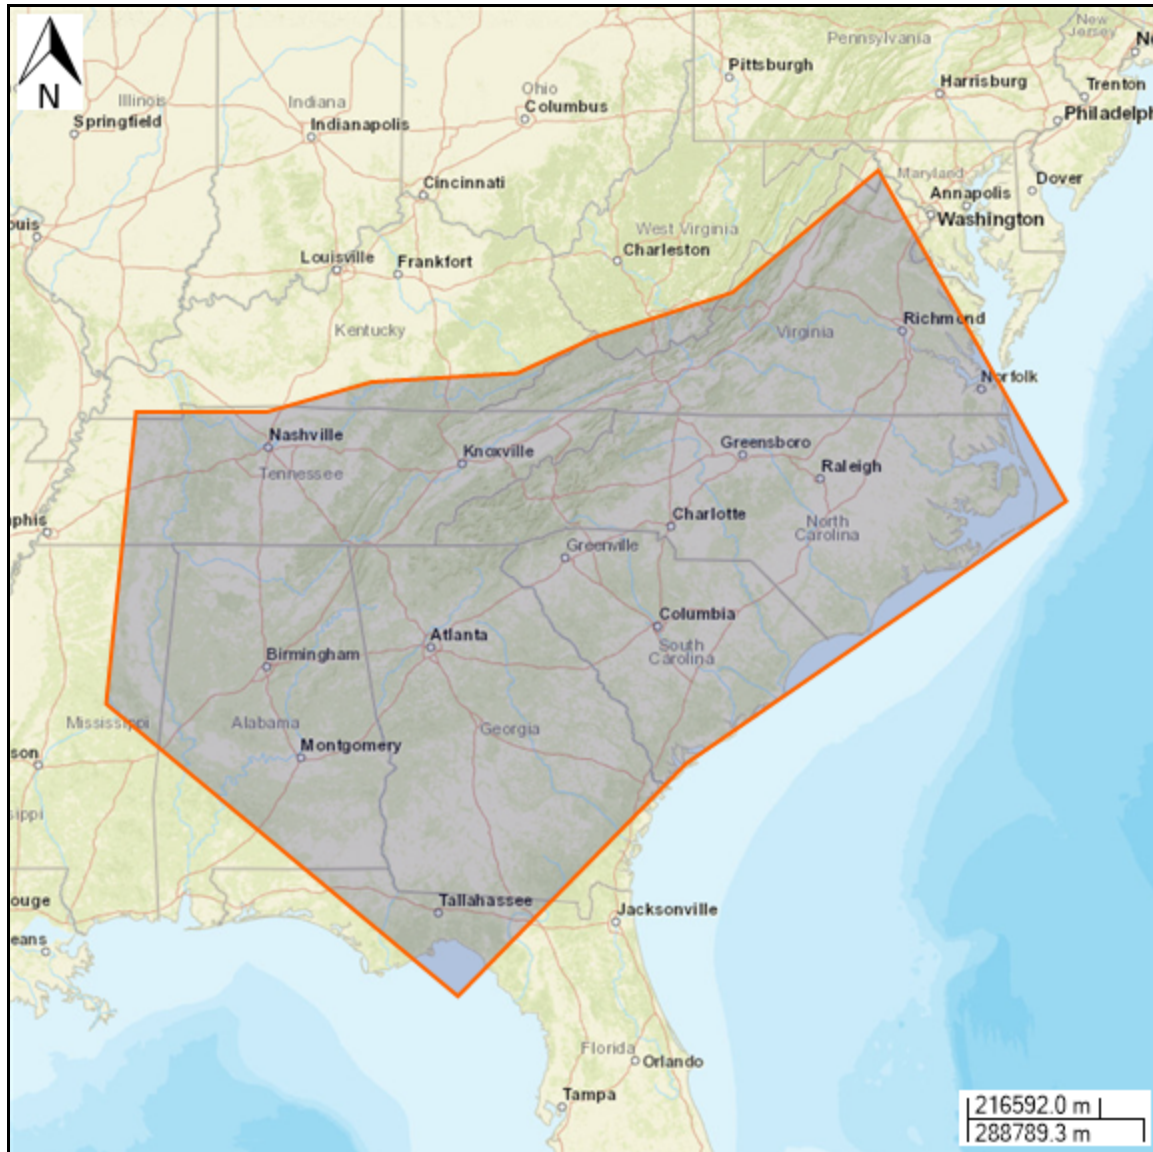 New
Jersey
Pennsylvania
N
Pittsburgh
Ohio
Harrisburg
Trenton
Illinois
Indiana
Columbus
Philadelph
Springfield
Indianapolis
Maryland
Dover
Cincinnati
Annapolis
Washington
ouis
West Virginia
Louisville
Frankfort
Charleston
Kentucky
Virginia
Richmond
Norfolk
Nashville
Greensboro
Knoxville
Tennessee
Raleigh
phis
Charlotte
North
Carolina
Greenville
Columbia
Atlanta
South
Carolina
Birmingham
Mississippi
Alabama
Georgia
Montgomery
son
sippi
ouge
Tallahassee
Jacksonville
eans
Florida
Orlando
Tampa
216592.0 m
288789.3 m